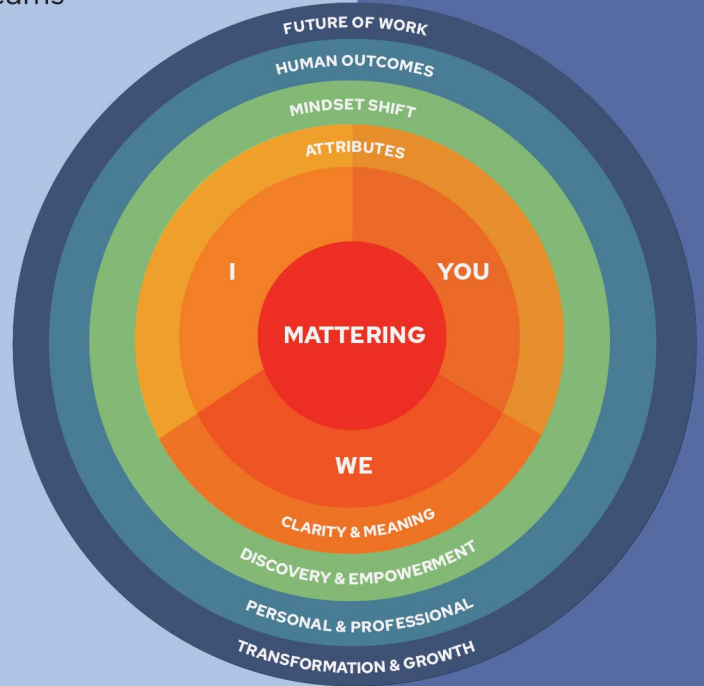 FUTURE OF WORK
HUMAN OUTCOMES
MINDSET SHIFT
ATTRIBUTES
I
YOU
MATTERING
WE
CLARITY & MEANING
DISCOVERY & EMPOWERMENT
PERSONAL & PROFESSIONAL
TRANSFORMATION & GROWTH